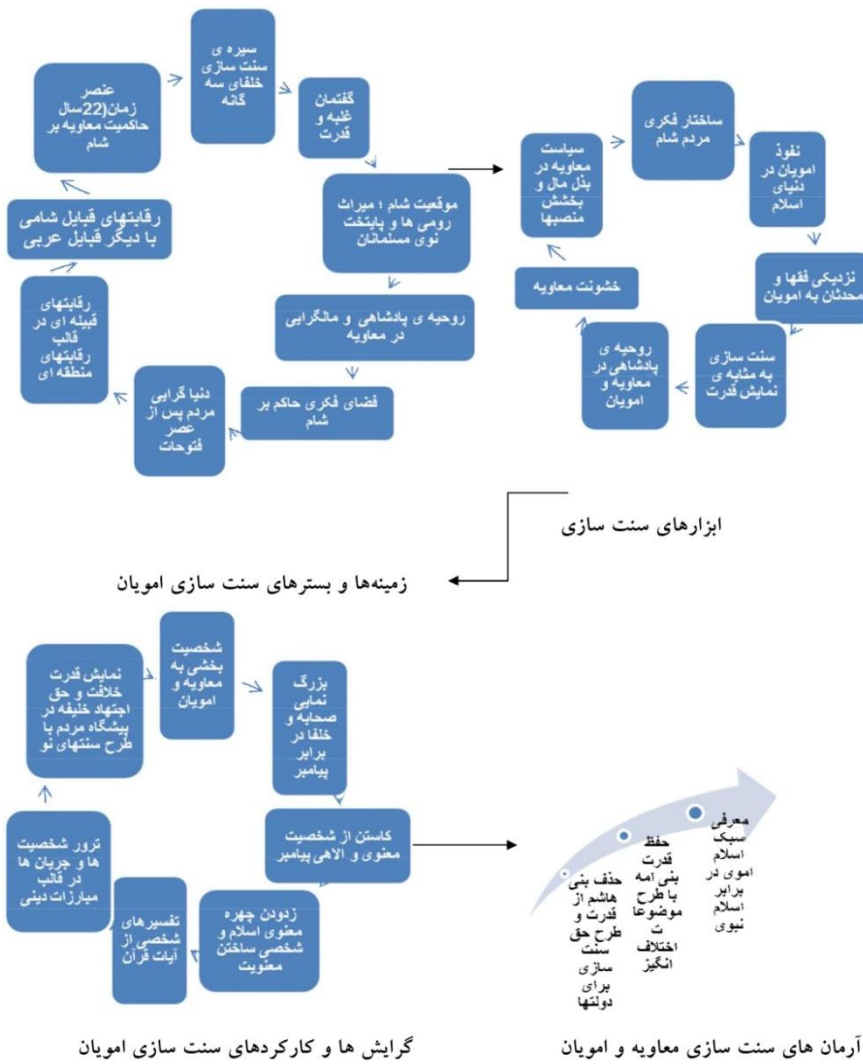 سیره ی
سنت سازی
خلفای سه
گانه
گفتمان
غلبه و
قدرت
موقعیت شام ؛ میراث
رومی ها و پایتخت
نوی مسلمانان
روحیه ی پادشاهی و مالگرایی
در معاویه
فضای فکری حاکم بر
شام
دنیا گرایی
مردم پس از
عصر
فتوحات
رقابتهای
قبیله ای در
قالب
رقابتهای
منطقه ای
رقابتهای قبایل شامی
با دیگر قبایل عربی
عنصر
زمان(22سال
حاکمیت معاویه بر
شام
ساختار فکری
مردم شام
نفوذ
امویان در
دنیای
اسلام
نزدیکی فقها و
محدثان به امویان
سنت سازی
به مثابه ی
نمایش قدرت
روحیه ی
پادشاهی در
معاویه و
امویان
خشونت معاویه
سیاست
معاویه در
بذل مال و
بخشش
منصبها
ابزارهای سنت سازی
زمینه‌ها و بسترهای سنت سازی امویان
شخصیت
بخشی به
معاویه و
امویان
بزرگ
نمایی
صحابه و
خلفا در
برابر
پیامبر
کاستن از شخصیت
معنوی و الاهی پیامبر
زدودن چهره
معنوی اسلام و
شخصی ساختن
معنویت
تفسیرهای
شخصی از
آیات قرآن
ترور شخصیت
ها و جریان ها
در قالب
مبارزات دینی
نمایش قدرت
خلافت و حق
اجتهاد خلیفه در
پیشگاه مردم با
طرح سنتهای نو
حذف بنی
هاشم از
قدرت و
طرح حق
سنت
سازی
برای
دولتها
حفظ
قدرت
بنی امه
با طرح
موضوعا
ت
اختلاف
انگیز
معرفی
سبک
اسلام
اموی در
برابر
اسلام
نبوی
آرمان های سنت سازی معاویه و امویان
گرایش ها و کارکردهای سنت سازی امویان